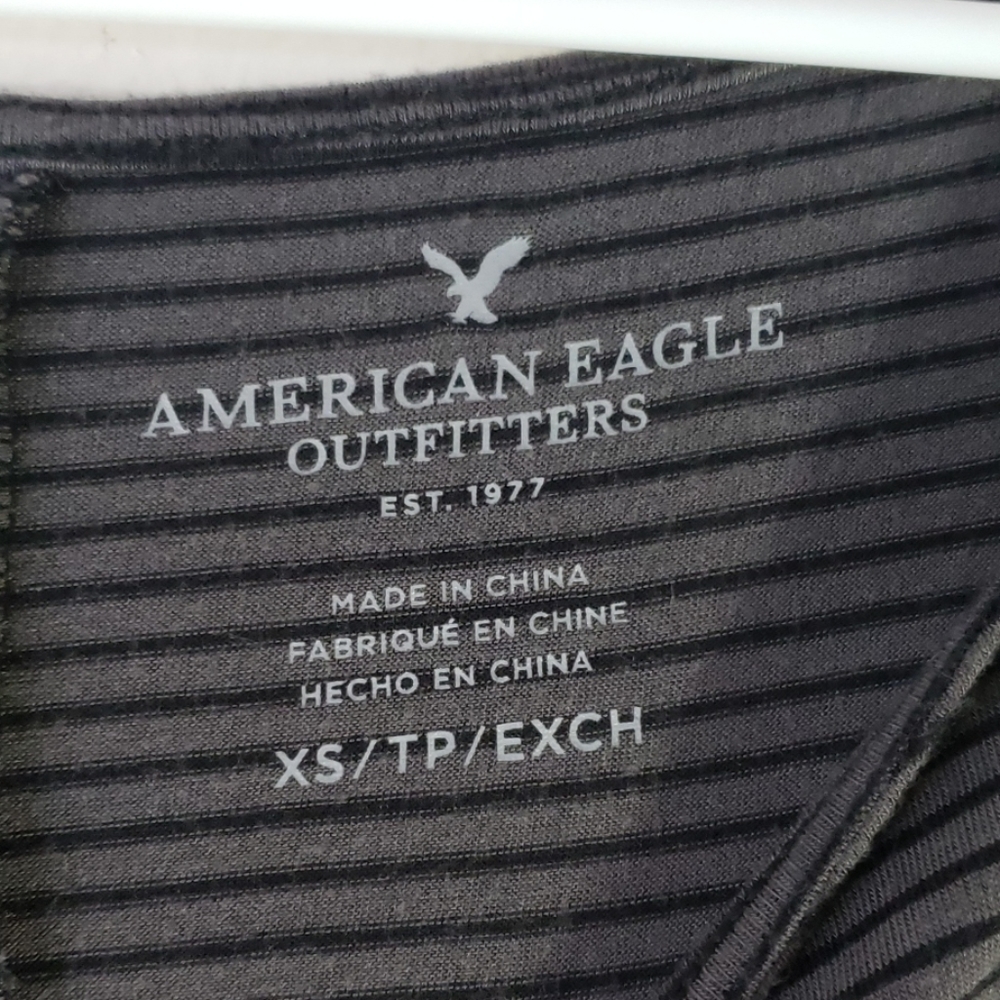 AMERICAN EAGLE
OUTFITTERS
EST. 1977
MADE IN CHINA
FABRIQUÉ EN CHINE
HECHO EN CHINA
XS/TP/EXCH